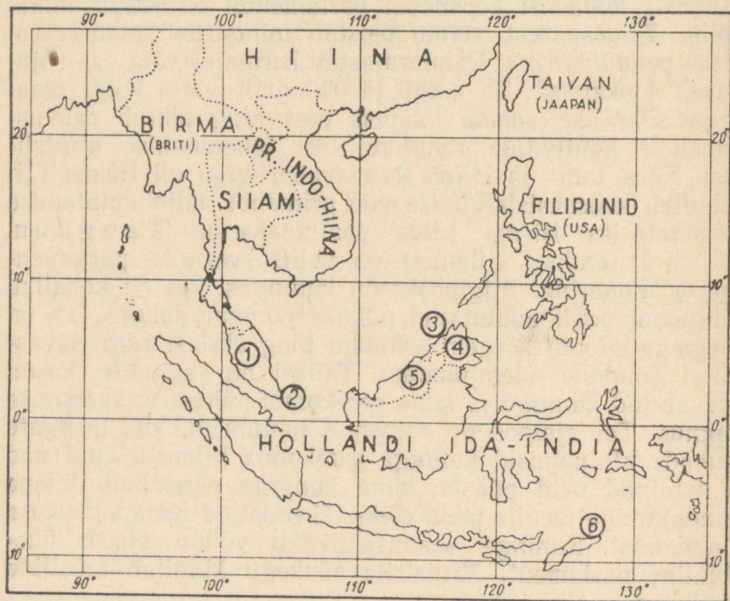 90° 100° 110° 120° 130°
HIINA
TAIVAN
(JAAPAN)
BIRMA
(BRITI)
20° 20°
PR. INDO-HIINA
SIIAM
FILIPIINID
(USA)
10° 10°
3
1 4
5
2
0° 0°
HOLLANDI IDA-INDIA
6
10° 10°
90° 100° 110° 120° 130°